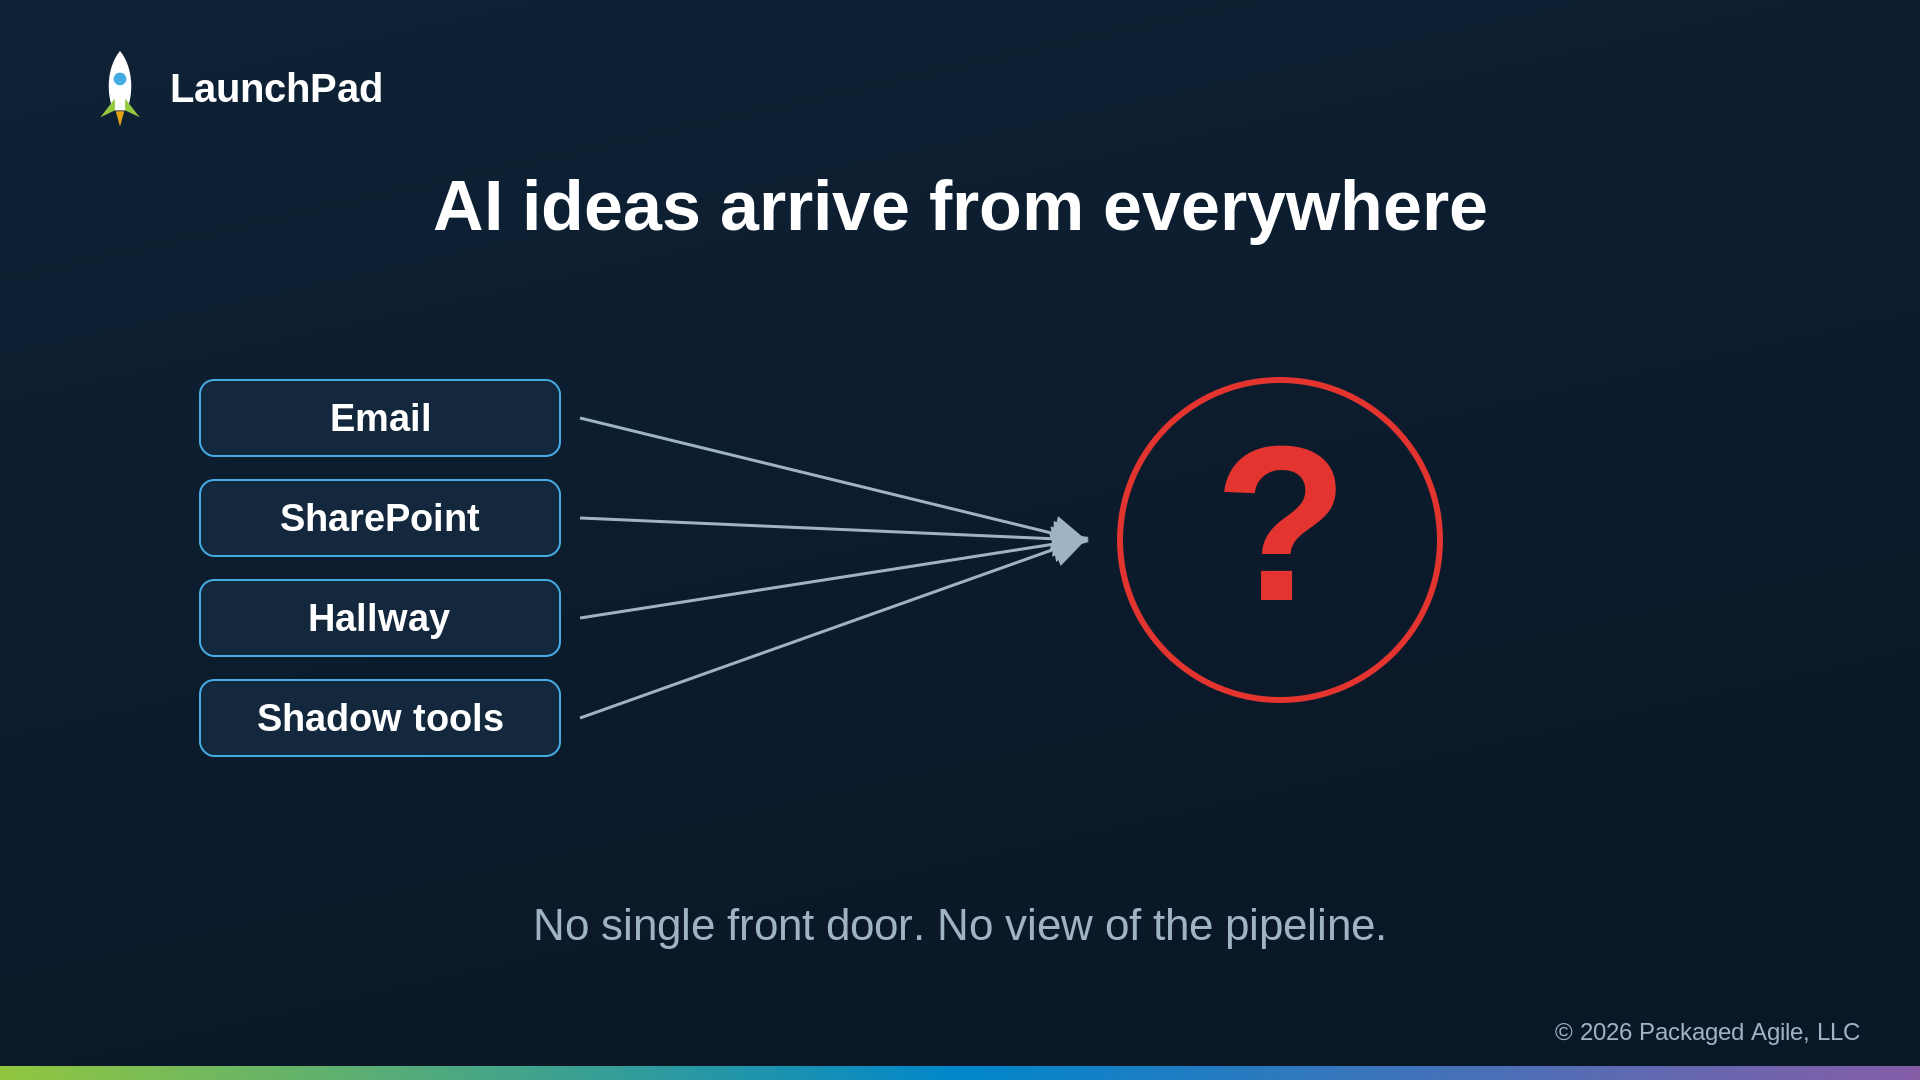 LaunchPad
AI ideas arrive from everywhere
Email
SharePoint
Hallway
Shadow tools
?
No single front door. No view of the pipeline.
© 2026 Packaged Agile, LLC